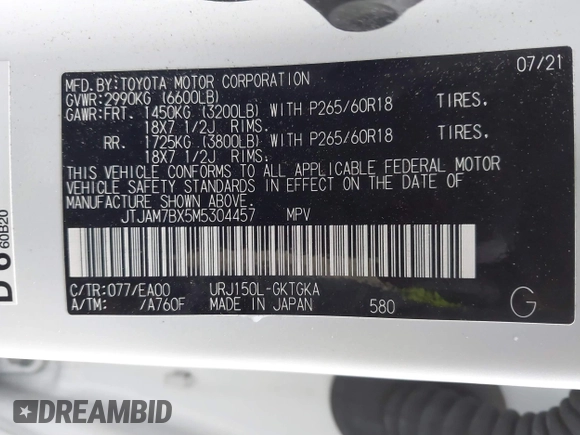 07/21
MFD.BY:TOYOTA MOTOR CORPORATION
GVWR:2990KG (6600LB)
GAWR:FRT. 1450KG (3200LB) WITH P265/60R18 TIRES,
18X7 1/2J RIMS.
RR. 1725KG (3800LB) WITH P265/60R18 TIRES,
18X7 1/2J RIMS.
THIS VEHICLE CONFORMS TO ALL APPLICABLE FEDERAL MOTOR
VEHICLE SAFETY STANDARDS IN EFFECT ON THE DATE OF
MANUFACTURE SHOWN ABOVE.
JTJAM7BX5M5304457 MPV
C/TR:077/EA00 URJ150L-GKTGKA
A/TM: /A760F MADE IN JAPAN 580 G
60B20
DREAMBID